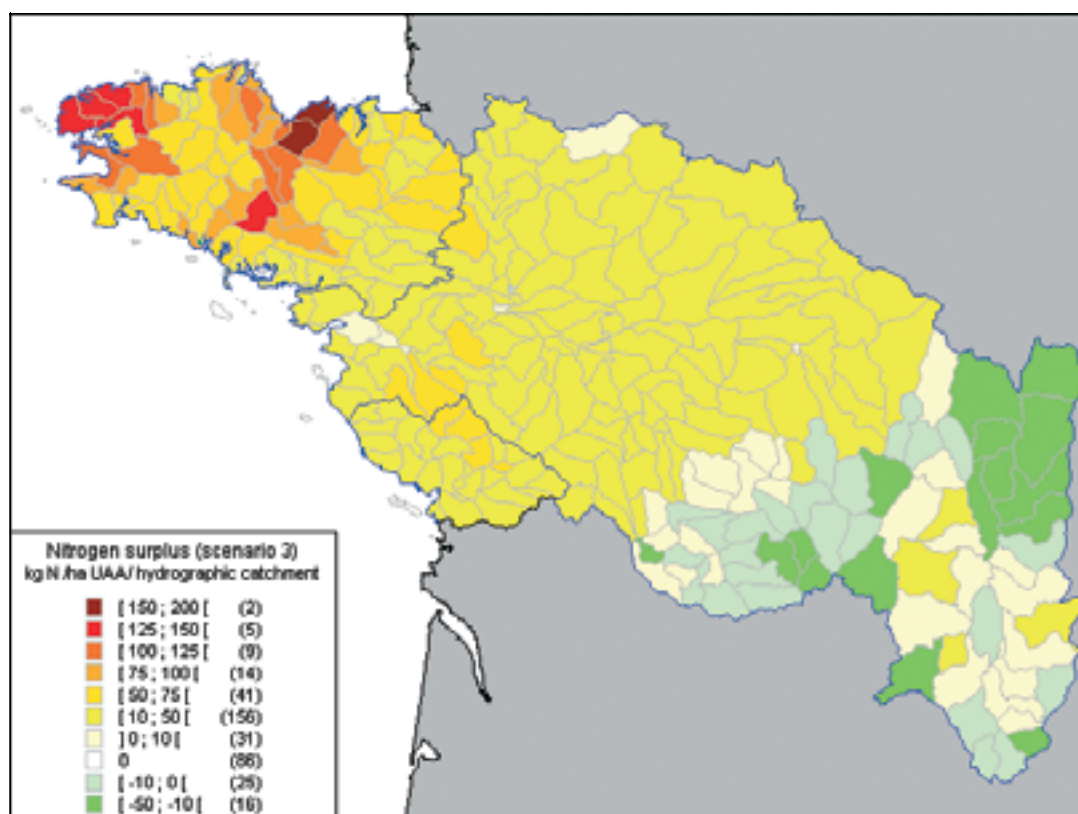 Nitrogen surplus (scenario 3)
kg N /ha UAA/ hydrographic catchment
[ 150 ; 200 [ (2)
[ 125 ; 150 [ (5)
[ 100 ; 125 [ (9)
[ 75 ; 100 [ (14)
[ 50 ; 75 [ (41)
[ 10 ; 50 [ (156)
] 0 ; 10 [ (31)
0 (86)
[ -10 ; 0 [ (25)
[ -50 ; -10 [ (16)